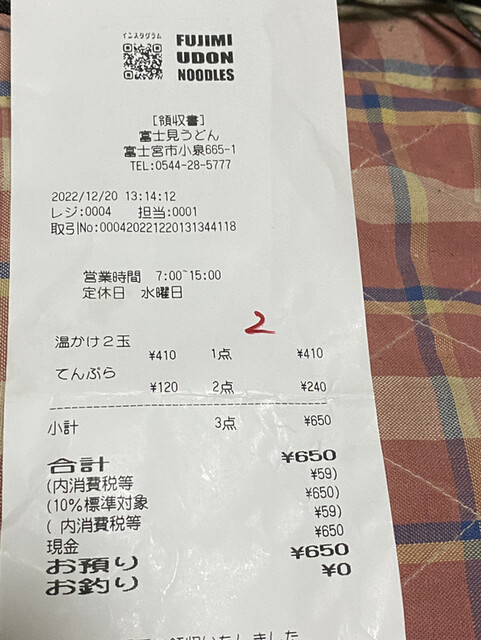 インスタグラム
FUJIMI
UDON
NOODLES
[領収書]
富士見うどん
富士宮市小泉665-1
TEL:0544-28-5777
2022/12/20 13:14:12
レジ:0004 担当:0001
取引No:000420221220131344118
営業時間 7:00~15:00
定休日 水曜日
2
温かけ2玉
¥410 1点 ¥410
てんぷら
¥120 2点 ¥240
小計 3点 ¥650
合計 ¥650
(内消費税等 ¥59)
(10%標準対象 ¥650)
( 内消費税等 ¥59)
現金 ¥650
お預り ¥650
お釣り ¥0